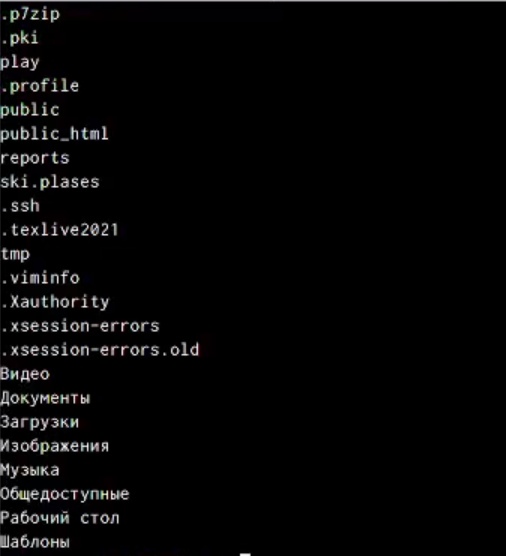 .p7zip
.pki
play
.profile
public
public_html
reports
ski.plases
.ssh
.texlive2021
tmp
.viminfo
.Xauthority
.xsession-errors
.xsession-errors.old
Видео
Документы
Загрузки
Изображения
Музыка
Общедоступные
Рабочий стол
Шаблоны